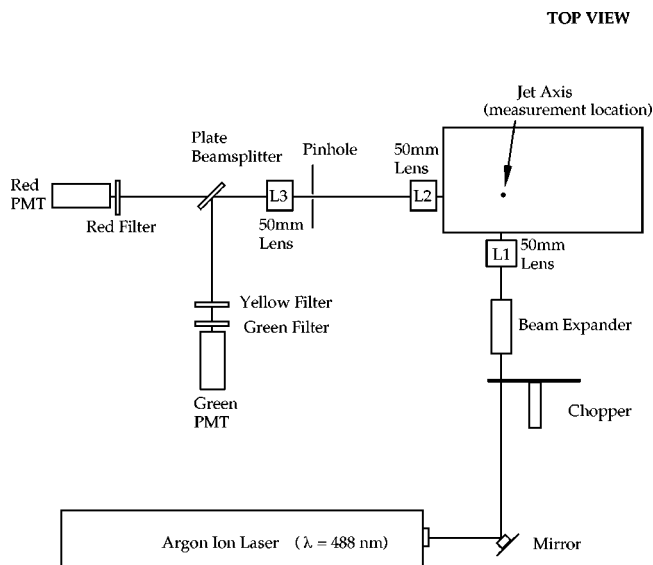 TOP VIEW
Jet Axis
(measurement location)
Plate
Beamsplitter
Pinhole
50mm
Lens
Red
PMT
L3
L2
Red Filter
50mm
Lens
L1
50mm
Lens
Yellow Filter
Green Filter
Beam Expander
Green
PMT
Chopper
Argon Ion Laser ( λ = 488 nm)
Mirror